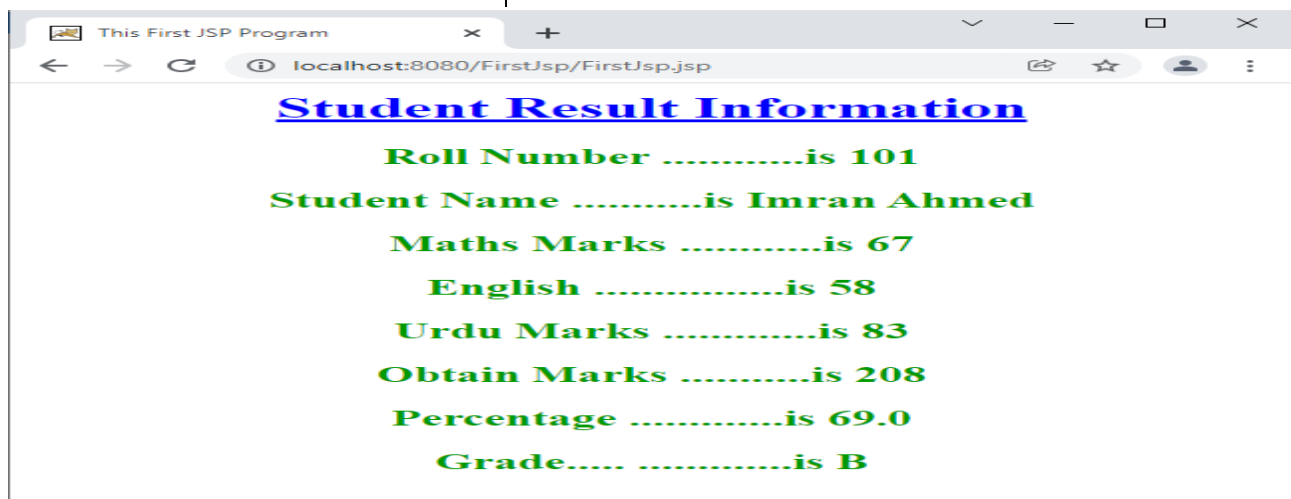 This First JSP Program
localhost:8080/FirstJsp/FirstJsp.jsp
Student Result Information
Roll Number ............is 101
Student Name ...........is Imran Ahmed
Maths Marks ............is 67
English ................is 58
Urdu Marks .............is 83
Obtain Marks ...........is 208
Percentage .............is 69.0
Grade..... .............is B